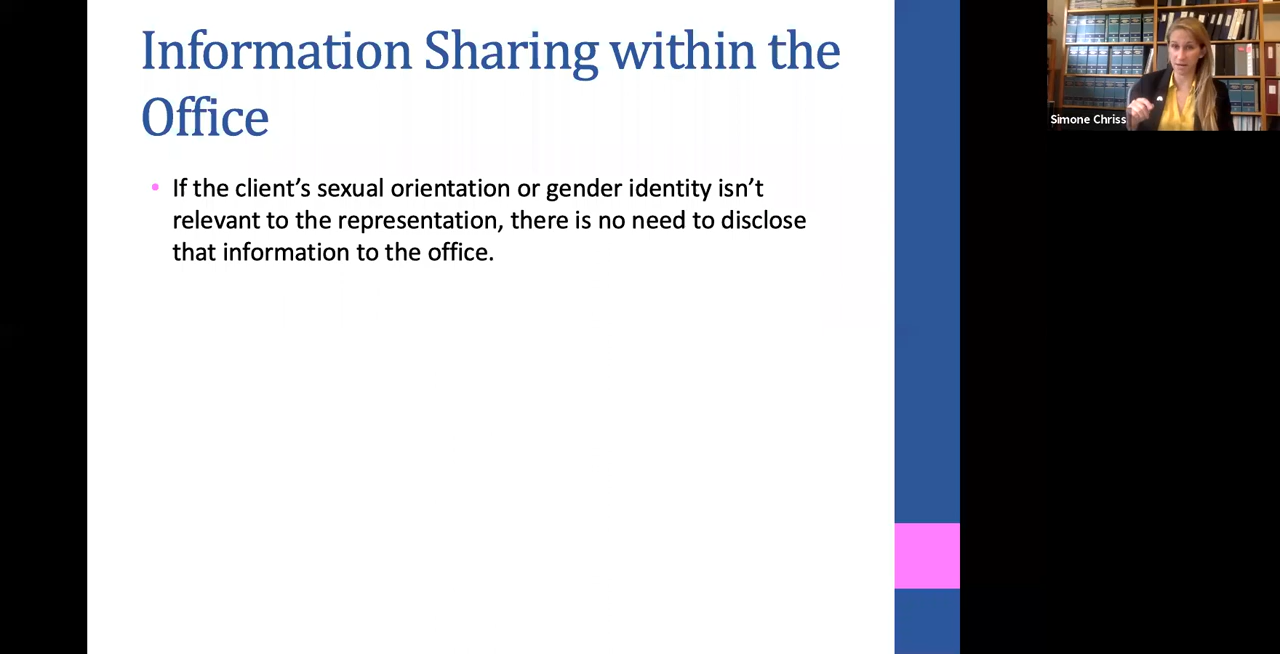 Information Sharing within the
Office
• If the client’s sexual orientation or gender identity isn’t
relevant to the representation, there is no need to disclose
that information to the office.
Simone Chriss